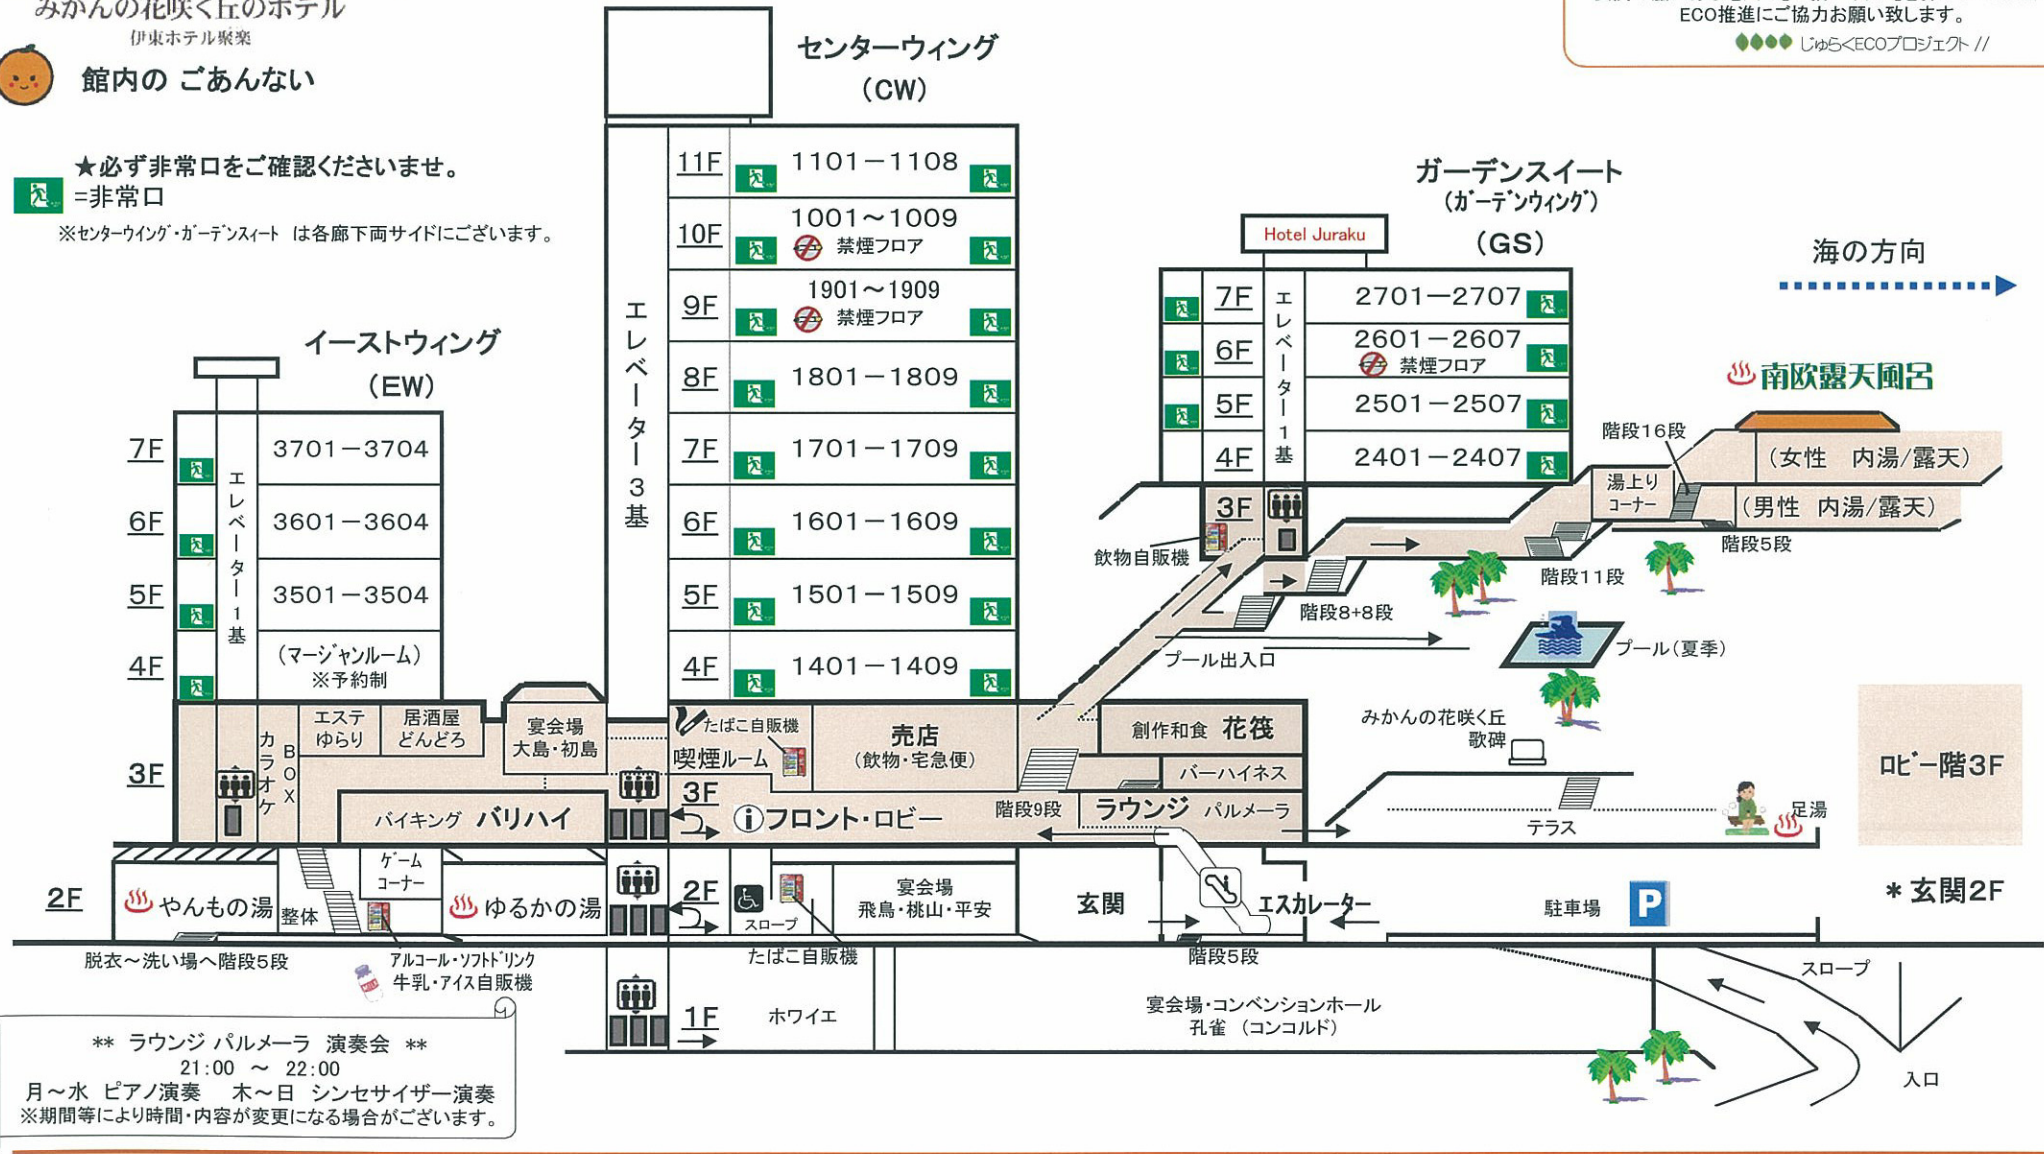 みかんの花咲く丘のホテル
伊東ホテル聚楽
館内の ごあんない
ECO推進にご協力お願い致します。
じゅらくECOプロジェクト //
★必ず非常口をご確認くださいませ。
=非常口
※センターウイング・ガーデンスィート は各廊下両サイドにございます。
センターウィング
(CW)
エレベーター3基
11F 1101－1108
10F 1001～1009
禁煙フロア
9F 1901～1909
禁煙フロア
8F 1801－1809
7F 1701－1709
6F 1601－1609
5F 1501－1509
4F 1401－1409
イーストウィング
(EW)
エレベーター1基
7F 3701－3704
6F 3601－3604
5F 3501－3504
4F (マージャンルーム)
※予約制
ガーデンスイート
(ガーデンウィング)
(GS)
Hotel Juraku
エレベーター1基
7F 2701－2707
6F 2601－2607
禁煙フロア
5F 2501－2507
4F 2401－2407
3F
飲物自販機
海の方向
南欧露天風呂
階段16段
(女性 内湯/露天)
湯上り
コーナー
(男性 内湯/露天)
階段5段
階段11段
階段8+8段
プール出入口
プール(夏季)
みかんの花咲く丘
歌碑
テラス
足湯
ロビー階3F
*玄関2F
3F
カラオケ
BOX
エステ
ゆらり
居酒屋
どんどろ
宴会場
大島・初島
バイキング バリハイ
たばこ自販機
喫煙ルーム
3F
売店
(飲物・宅急便)
フロント・ロビー
階段9段
創作和食 花筏
バーハイネス
ラウンジ パルメーラ
2F
やんもの湯
整体
ゲーム
コーナー
ゆるかの湯
2F
スロープ
宴会場
飛鳥・桃山・平安
玄関
エスカレーター
駐車場
P
脱衣～洗い場へ階段5段
アルコール・ソフトドリンク
牛乳・アイス自販機
MILK
たばこ自販機
階段5段
スロープ
1F
ホワイエ
宴会場・コンベンションホール
孔雀 (コンコルド)
入口
** ラウンジ パルメーラ 演奏会 **
21:00 ～ 22:00
月～水 ピアノ演奏 木～日 シンセサイザー演奏
※期間等により時間・内容が変更になる場合がございます。